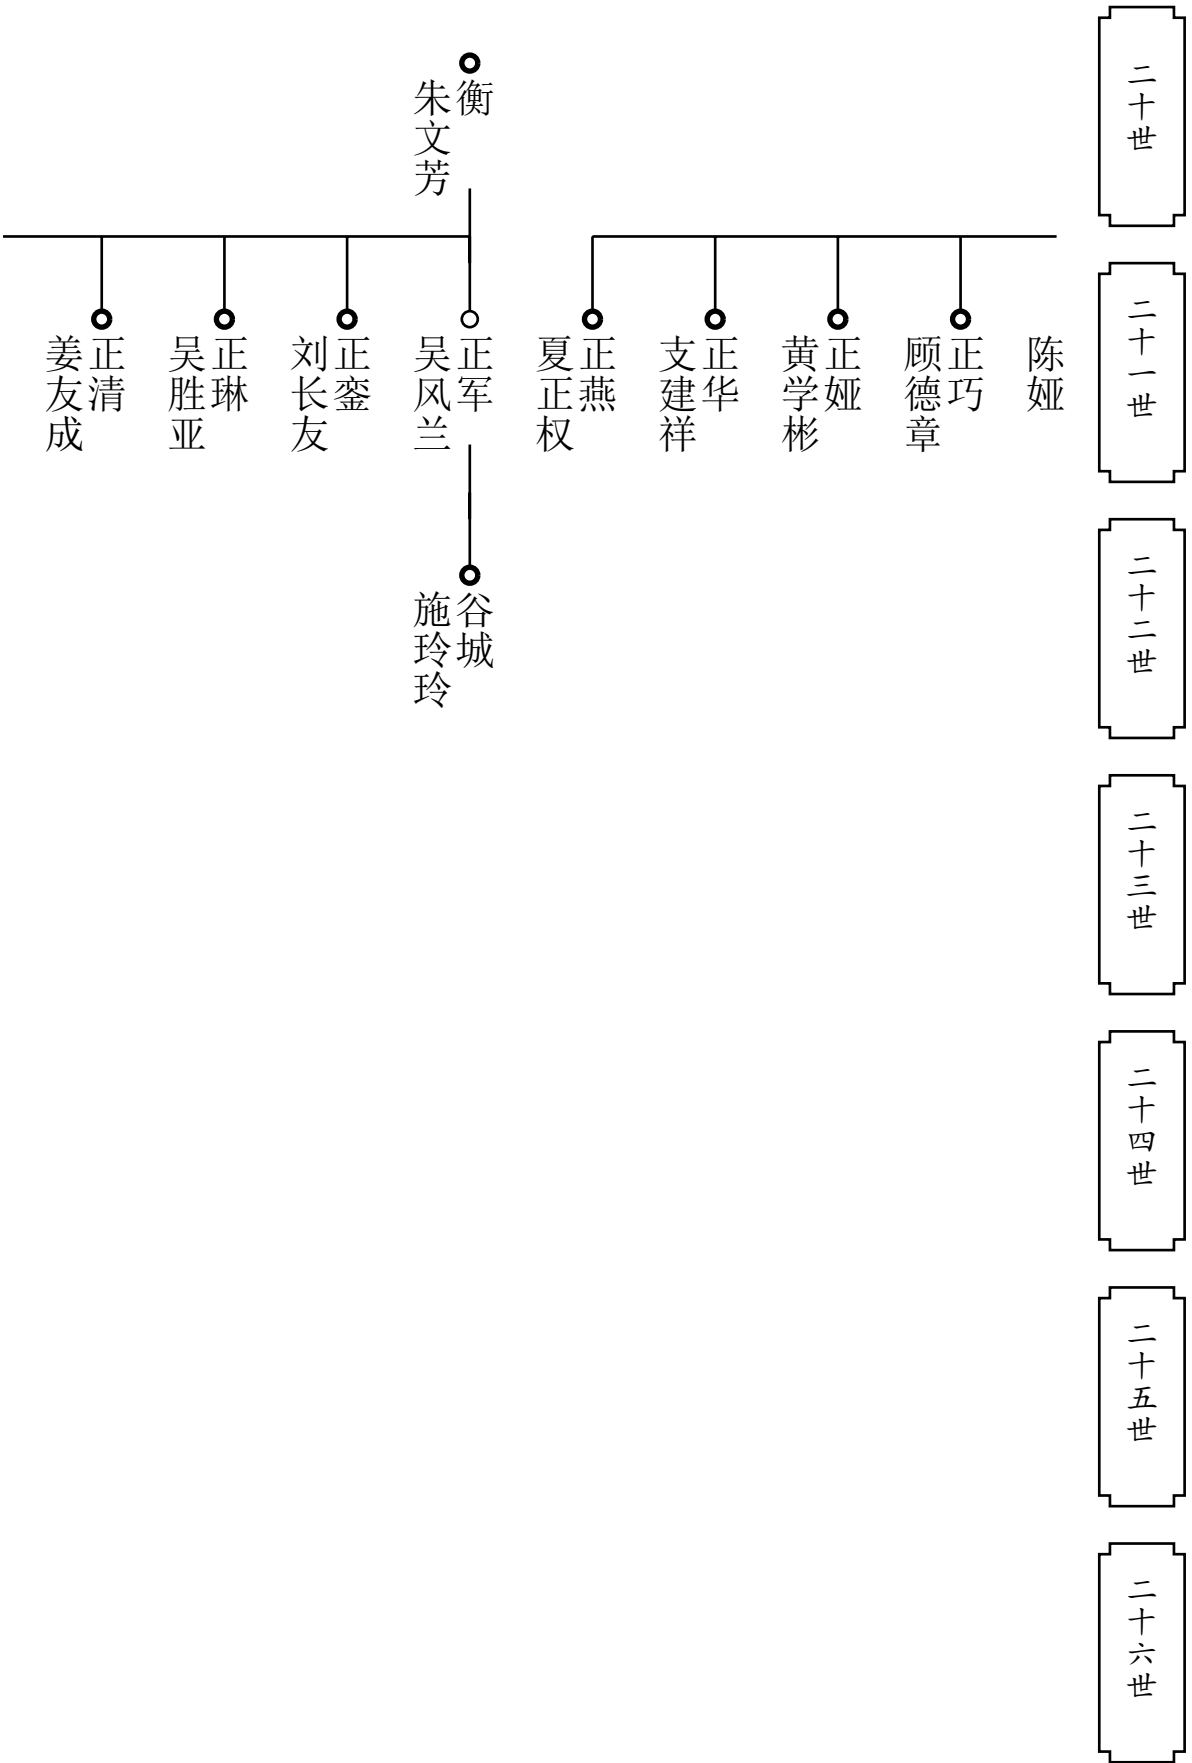 二十世
二十一世
二十二世
二十三世
二十四世
二十五世
二十六世
衡
朱文芳
陈娅
正巧
顾德章
正娅
黄学彬
正华
支建祥
正燕
夏正权
正军
吴风兰
正銮
刘长友
正琳
吴胜亚
正清
姜友成
谷城
施玲玲